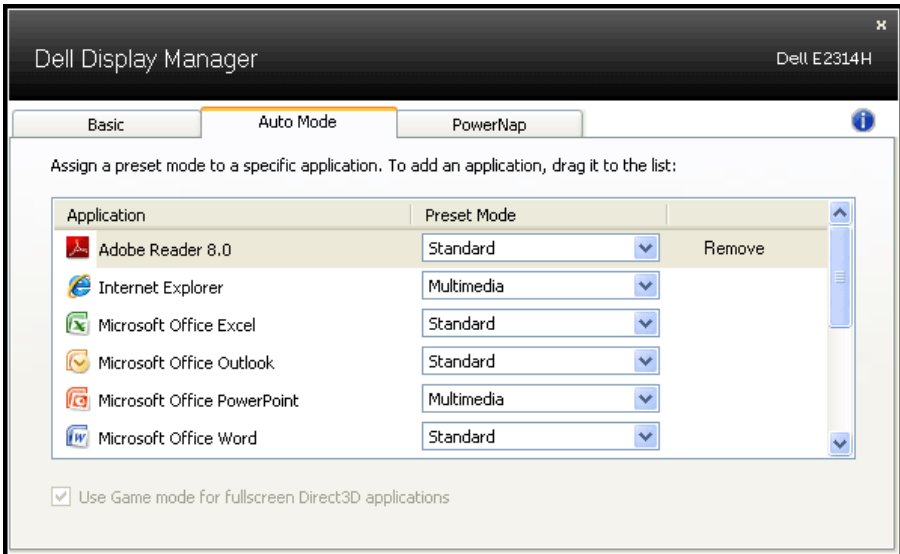 x
Dell Display Manager
Dell E2314H
Basic
Auto Mode
PowerNap
i
Assign a preset mode to a specific application. To add an application, drag it to the list:
Application Preset Mode
Adobe Reader 8.0 Standard Remove
Internet Explorer Multimedia
Microsoft Office Excel Standard
Microsoft Office Outlook Standard
Microsoft Office PowerPoint Multimedia
Microsoft Office Word Standard
Use Game mode for fullscreen Direct3D applications